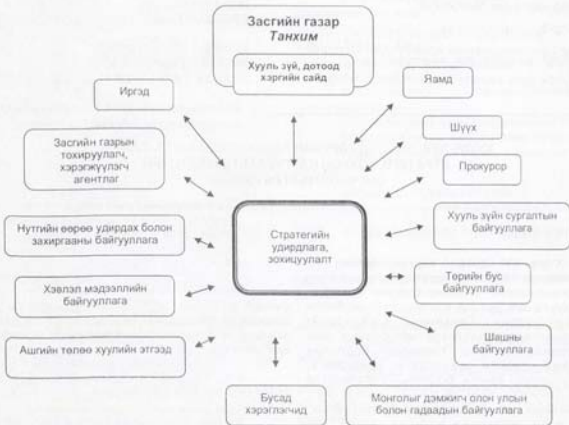 Засгийн газар
Танхим
Хууль зүй, дотоод
хэргийн сайд
Иргэд
Яамд
Шүүх
Засгийн газрын
тохируулагч,
хэрэгжүүлэгч
агентлаг
Прокурор
Нутгийн өөрөө удирдах болон
захиргааны байгууллага
Стратегийн
удирдлага,
зохицуулалт
Хууль зүйн сургалтын
байгууллага
Хэвлэл мэдээллийн
байгууллага
Төрийн бус
байгууллага
Ашгийн төлөө хуулийн этгээд
Шашны
байгууллага
Бусад
хэрэглэгчид
Монголыг дэмжигч олон улсын
болон гадаадын байгууллага